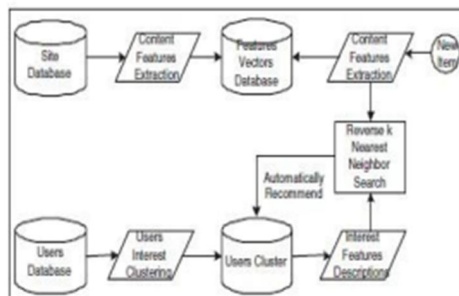 Site
Database
Content
Features
Extraction
Features
Vectors
Database
Content
Features
Extraction
New
Item
Reverse k
Nearest
Neighbor
Search
Automatically
Recommend
Users
Database
Users
Interest
Clustering
Users Cluster
Interest
Features
Descriptions